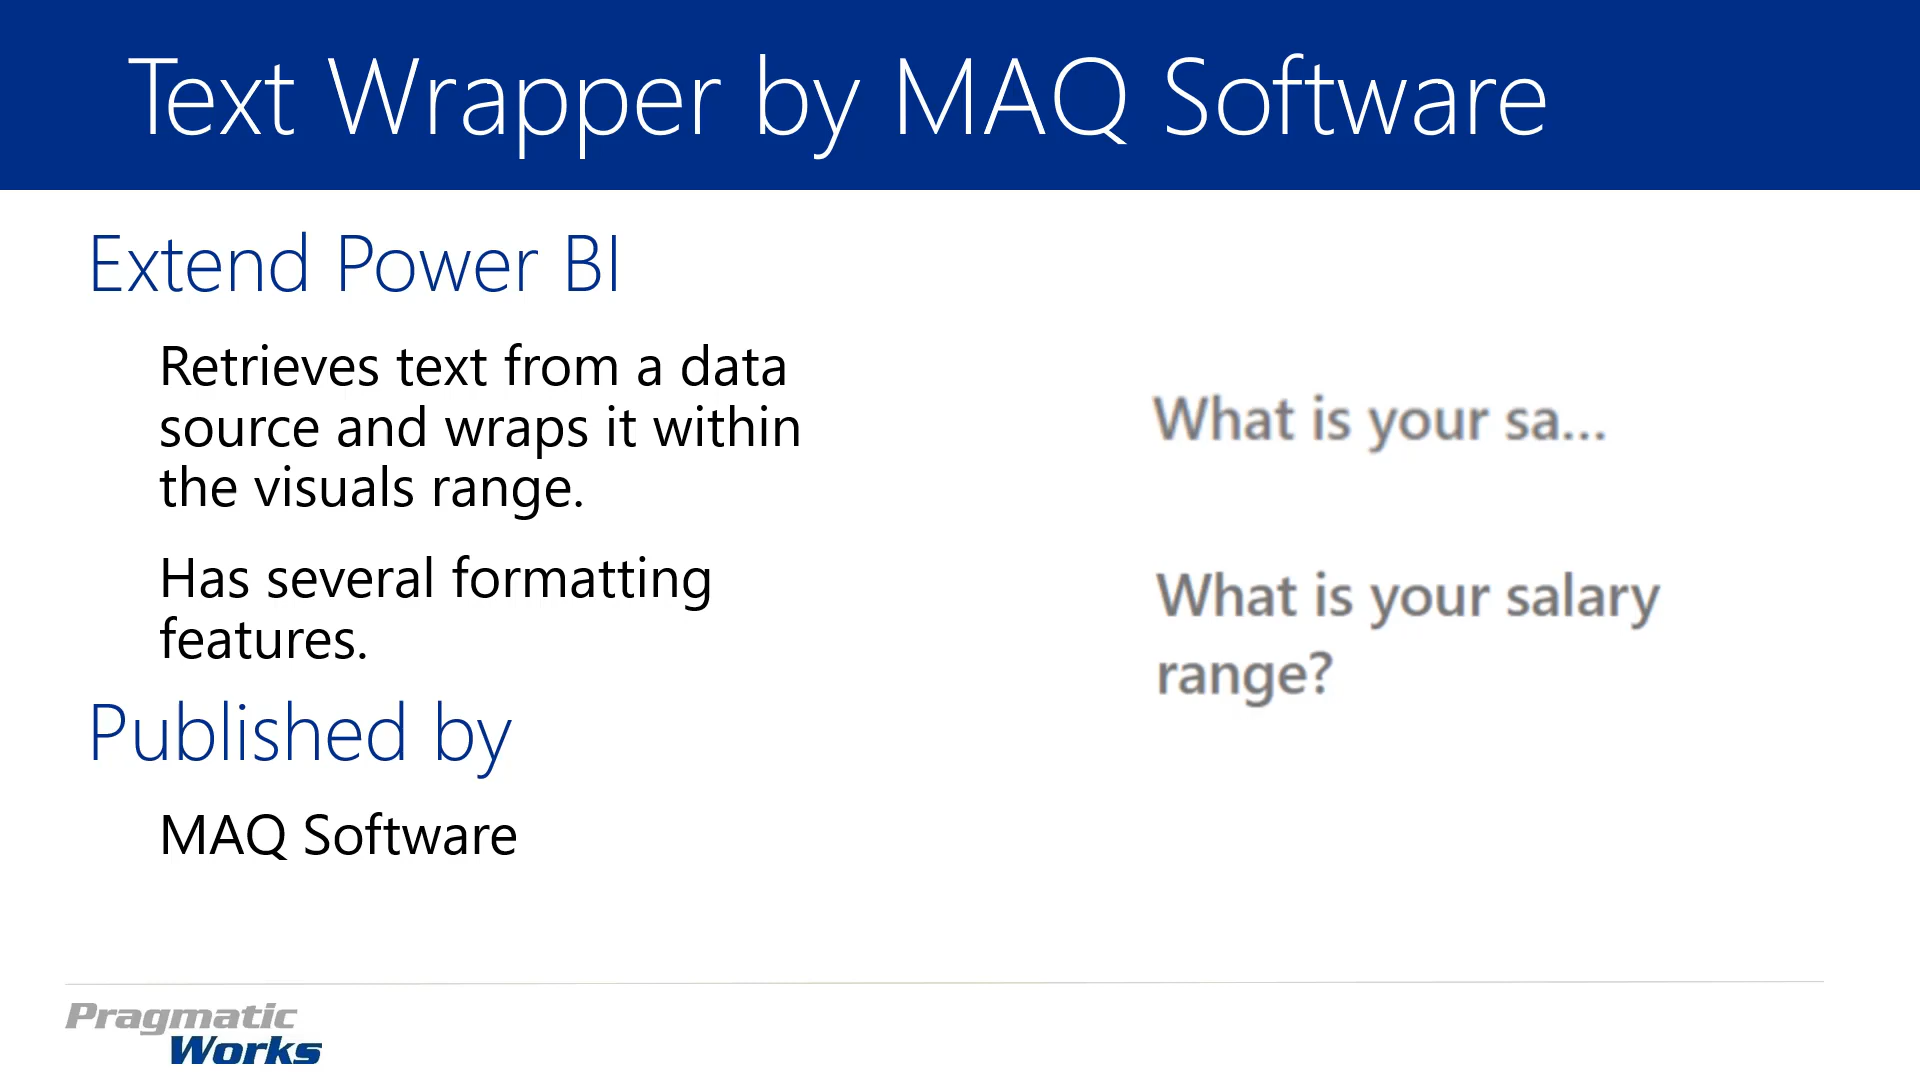 Text Wrapper by MAQ Software
Extend Power BI
Retrieves text from a data
source and wraps it within
the visuals range.
Has several formatting
features.
Published by
MAQ Software
What is your sa...
What is your salary
range?
Pragmatic
Works